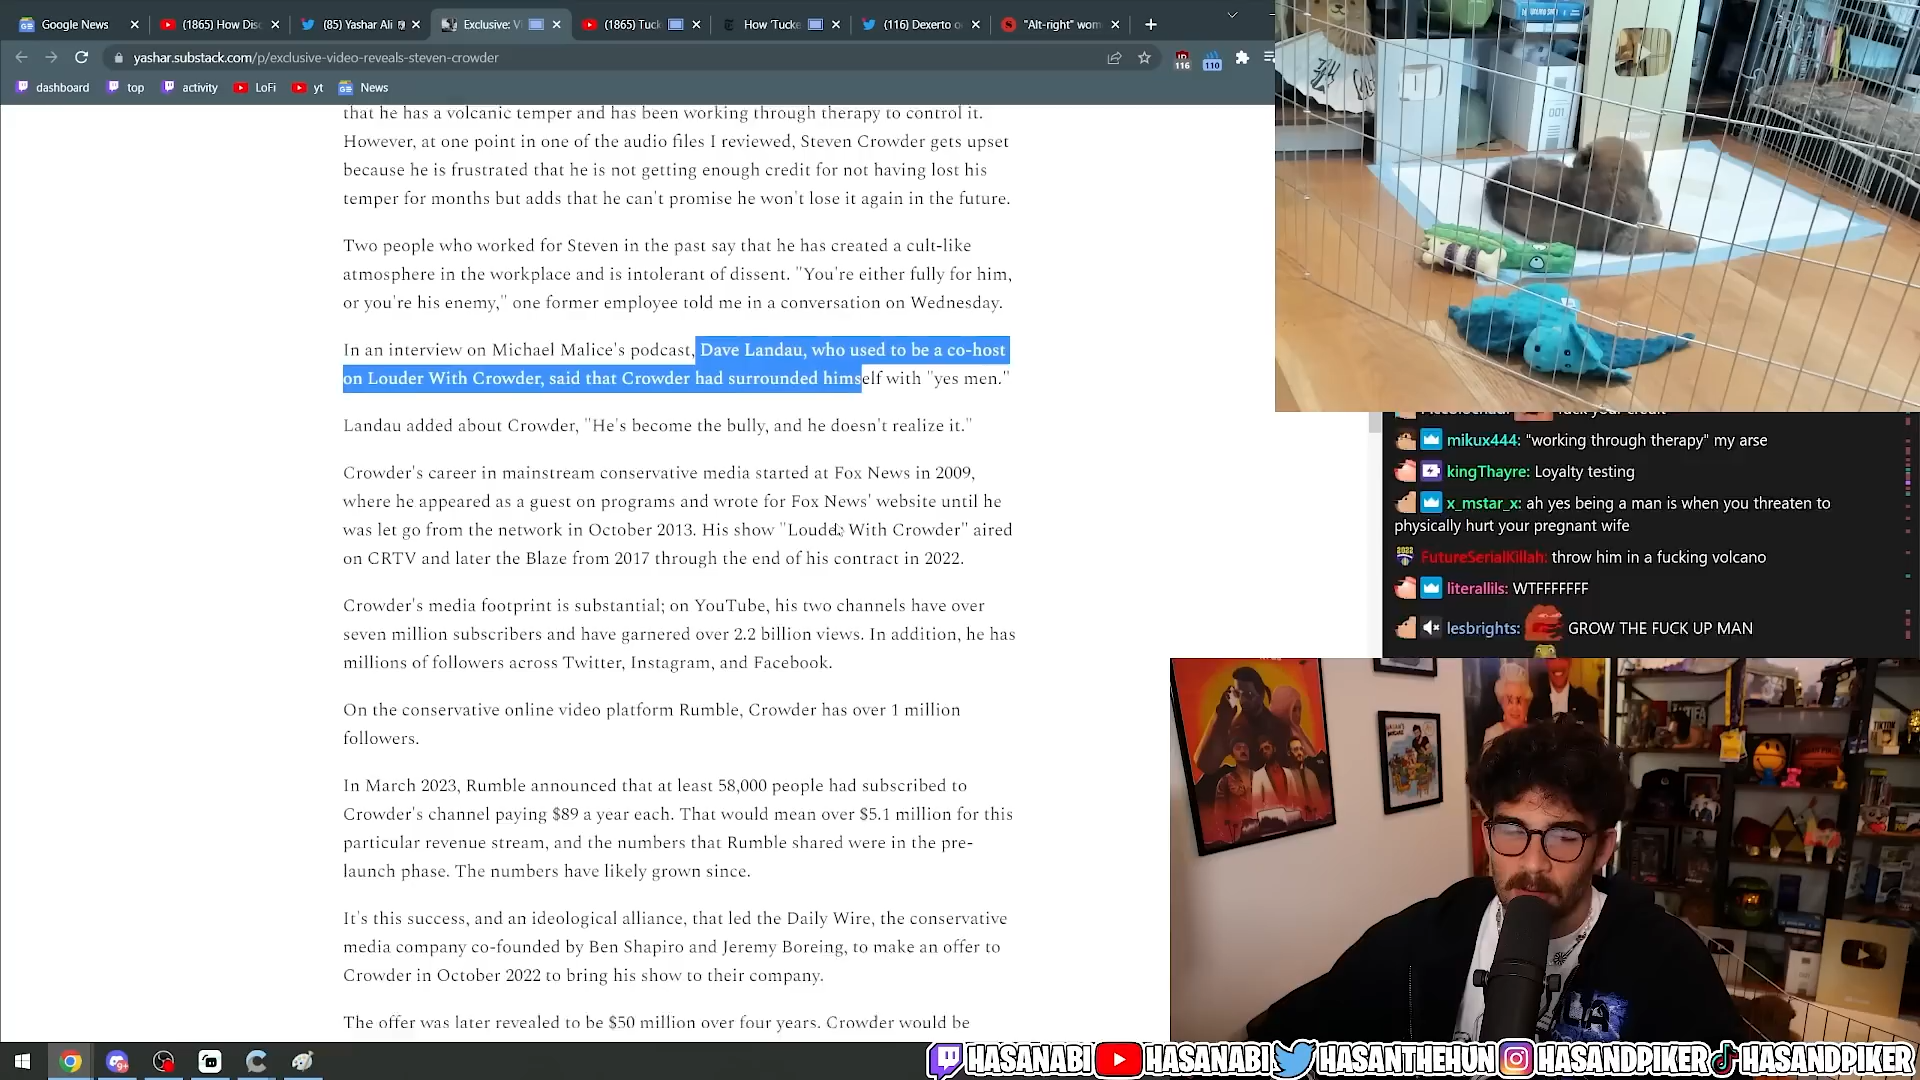 Google News
(1865) How Disc
(85) Yashar Ali
Exclusive: Vi
(1865) Tuck
How 'Tucke
(116) Dexerto o
"Alt-right" wom
yashar.substack.com/p/exclusive-video-reveals-steven-crowder
116
110
dashboard
top
activity
LoFi
yt
News
that he has a volcanic temper and has been working through therapy to control it.
However, at one point in one of the audio files I reviewed, Steven Crowder gets upset
because he is frustrated that he is not getting enough credit for not having lost his
temper for months but adds that he can't promise he won't lose it again in the future.
Two people who worked for Steven in the past say that he has created a cult-like
atmosphere in the workplace and is intolerant of dissent. "You're either fully for him,
or you're his enemy," one former employee told me in a conversation on Wednesday.
In an interview on Michael Malice's podcast, Dave Landau, who used to be a co-host
on Louder With Crowder, said that Crowder had surrounded himself with "yes men."
Landau added about Crowder, "He's become the bully, and he doesn't realize it."
Crowder's career in mainstream conservative media started at Fox News in 2009,
where he appeared as a guest on programs and wrote for Fox News' website until he
was let go from the network in October 2013. His show "Louder With Crowder" aired
on CRTV and later the Blaze from 2017 through the end of his contract in 2022.
Crowder's media footprint is substantial; on YouTube, his two channels have over
seven million subscribers and have garnered over 2.2 billion views. In addition, he has
millions of followers across Twitter, Instagram, and Facebook.
On the conservative online video platform Rumble, Crowder has over 1 million
followers.
In March 2023, Rumble announced that at least 58,000 people had subscribed to
Crowder's channel paying $89 a year each. That would mean over $5.1 million for this
particular revenue stream, and the numbers that Rumble shared were in the pre-
launch phase. The numbers have likely grown since.
It's this success, and an ideological alliance, that led the Daily Wire, the conservative
media company co-founded by Ben Shapiro and Jeremy Boreing, to make an offer to
Crowder in October 2022 to bring his show to their company.
The offer was later revealed to be $50 million over four years. Crowder would be
mikux444: "working through therapy" my arse
kingThayre: Loyalty testing
x_mstar_x: ah yes being a man is when you threaten to
physically hurt your pregnant wife
FutureSerialKillah: throw him in a fucking volcano
literallils: WTFFFFFFF
lesbrights: GROW THE FUCK UP MAN
HASANABI HASANABI HASANTHEHUN HASANDPIKER HASANDPIKER